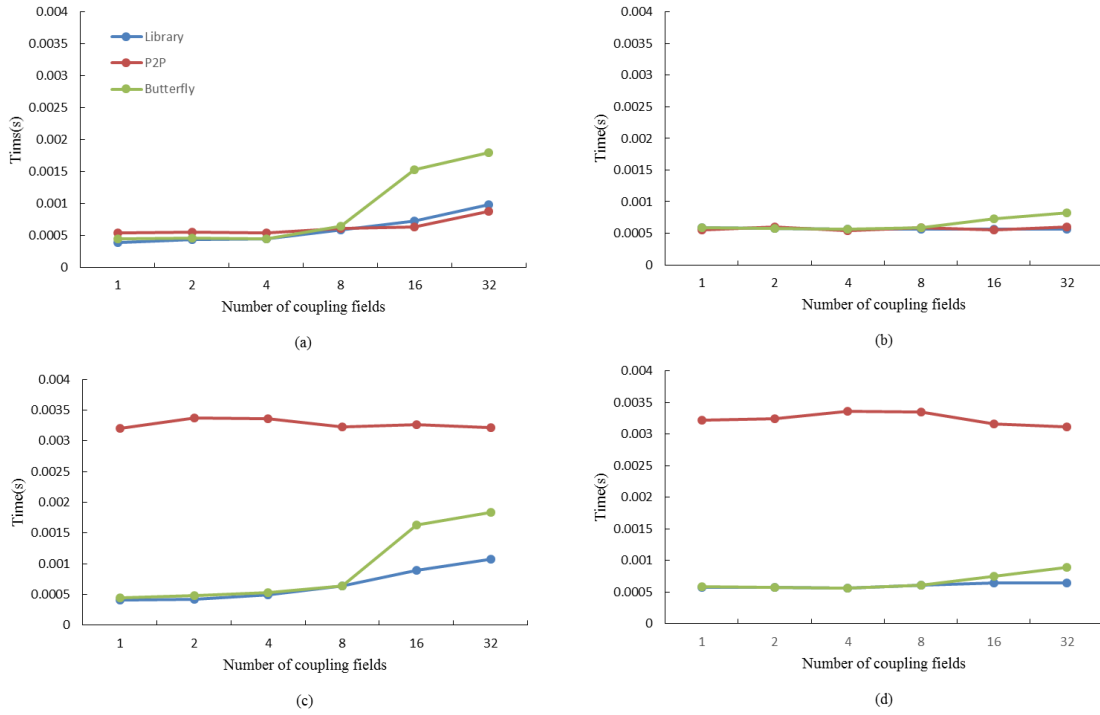 0.004
0.0035
0.003
0.0025
0.002
0.0015
0.001
0.0005
0
Tims(s)
Library
P2P
Butterfly
1 2 4 8 16 32
Number of coupling fields
(a)
0.004
0.0035
0.003
0.0025
0.002
0.0015
0.001
0.0005
0
Time(s)
1 2 4 8 16 32
Number of coupling fields
(b)
0.004
0.0035
0.003
0.0025
0.002
0.0015
0.001
0.0005
0
Time(s)
1 2 4 8 16 32
Number of coupling fields
(c)
0.004
0.0035
0.003
0.0025
0.002
0.0015
0.001
0.0005
0
Time(s)
1 2 4 8 16 32
Number of coupling fields
(d)